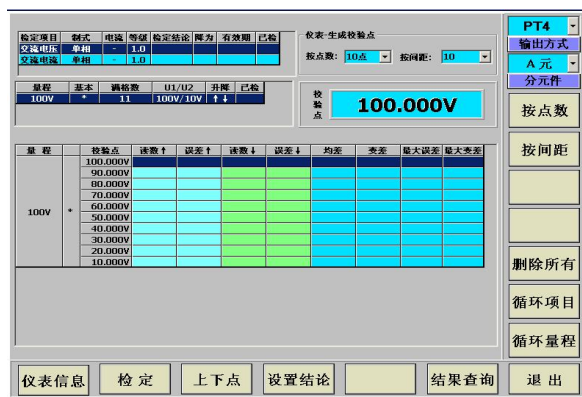 检定项目 制式 电流 等级 检定结论 降为 有效期 已检
交流电压 单相 - 1.0
交流电流 单相 - 1.0
仪表-生成校验点
按点数: 10点 按间距: 10
PT4
输出方式
A 元
分元件
量程 基本 满格数 U1/U2 升降 已检
100V * 11 100V/10V ↑↓
校验点 100.000V
按点数
按间距
量 程 校验点 读数↑ 误差↑ 读数↓ 误差↓ 均差 变差 最大误差 最大变差
100.000V
90.000V
80.000V
70.000V
60.000V
100V *
50.000V
40.000V
30.000V
20.000V
10.000V
删除所有
循环项目
循环量程
仪表信息 检 定 上下点 设置结论 结果查询 退 出